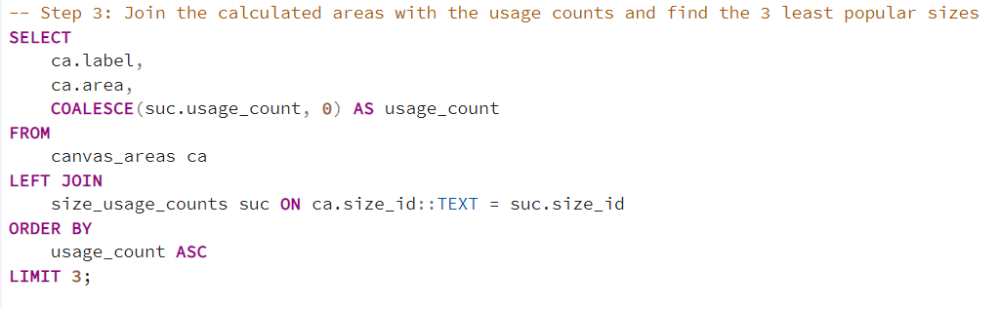 -- Step 3: Join the calculated areas with the usage counts and find the 3 least popular sizes
SELECT
    ca.label,
    ca.area,
    COALESCE(suc.usage_count, 0) AS usage_count
FROM
    canvas_areas ca
LEFT JOIN
    size_usage_counts suc ON ca.size_id::TEXT = suc.size_id
ORDER BY
    usage_count ASC
LIMIT 3;